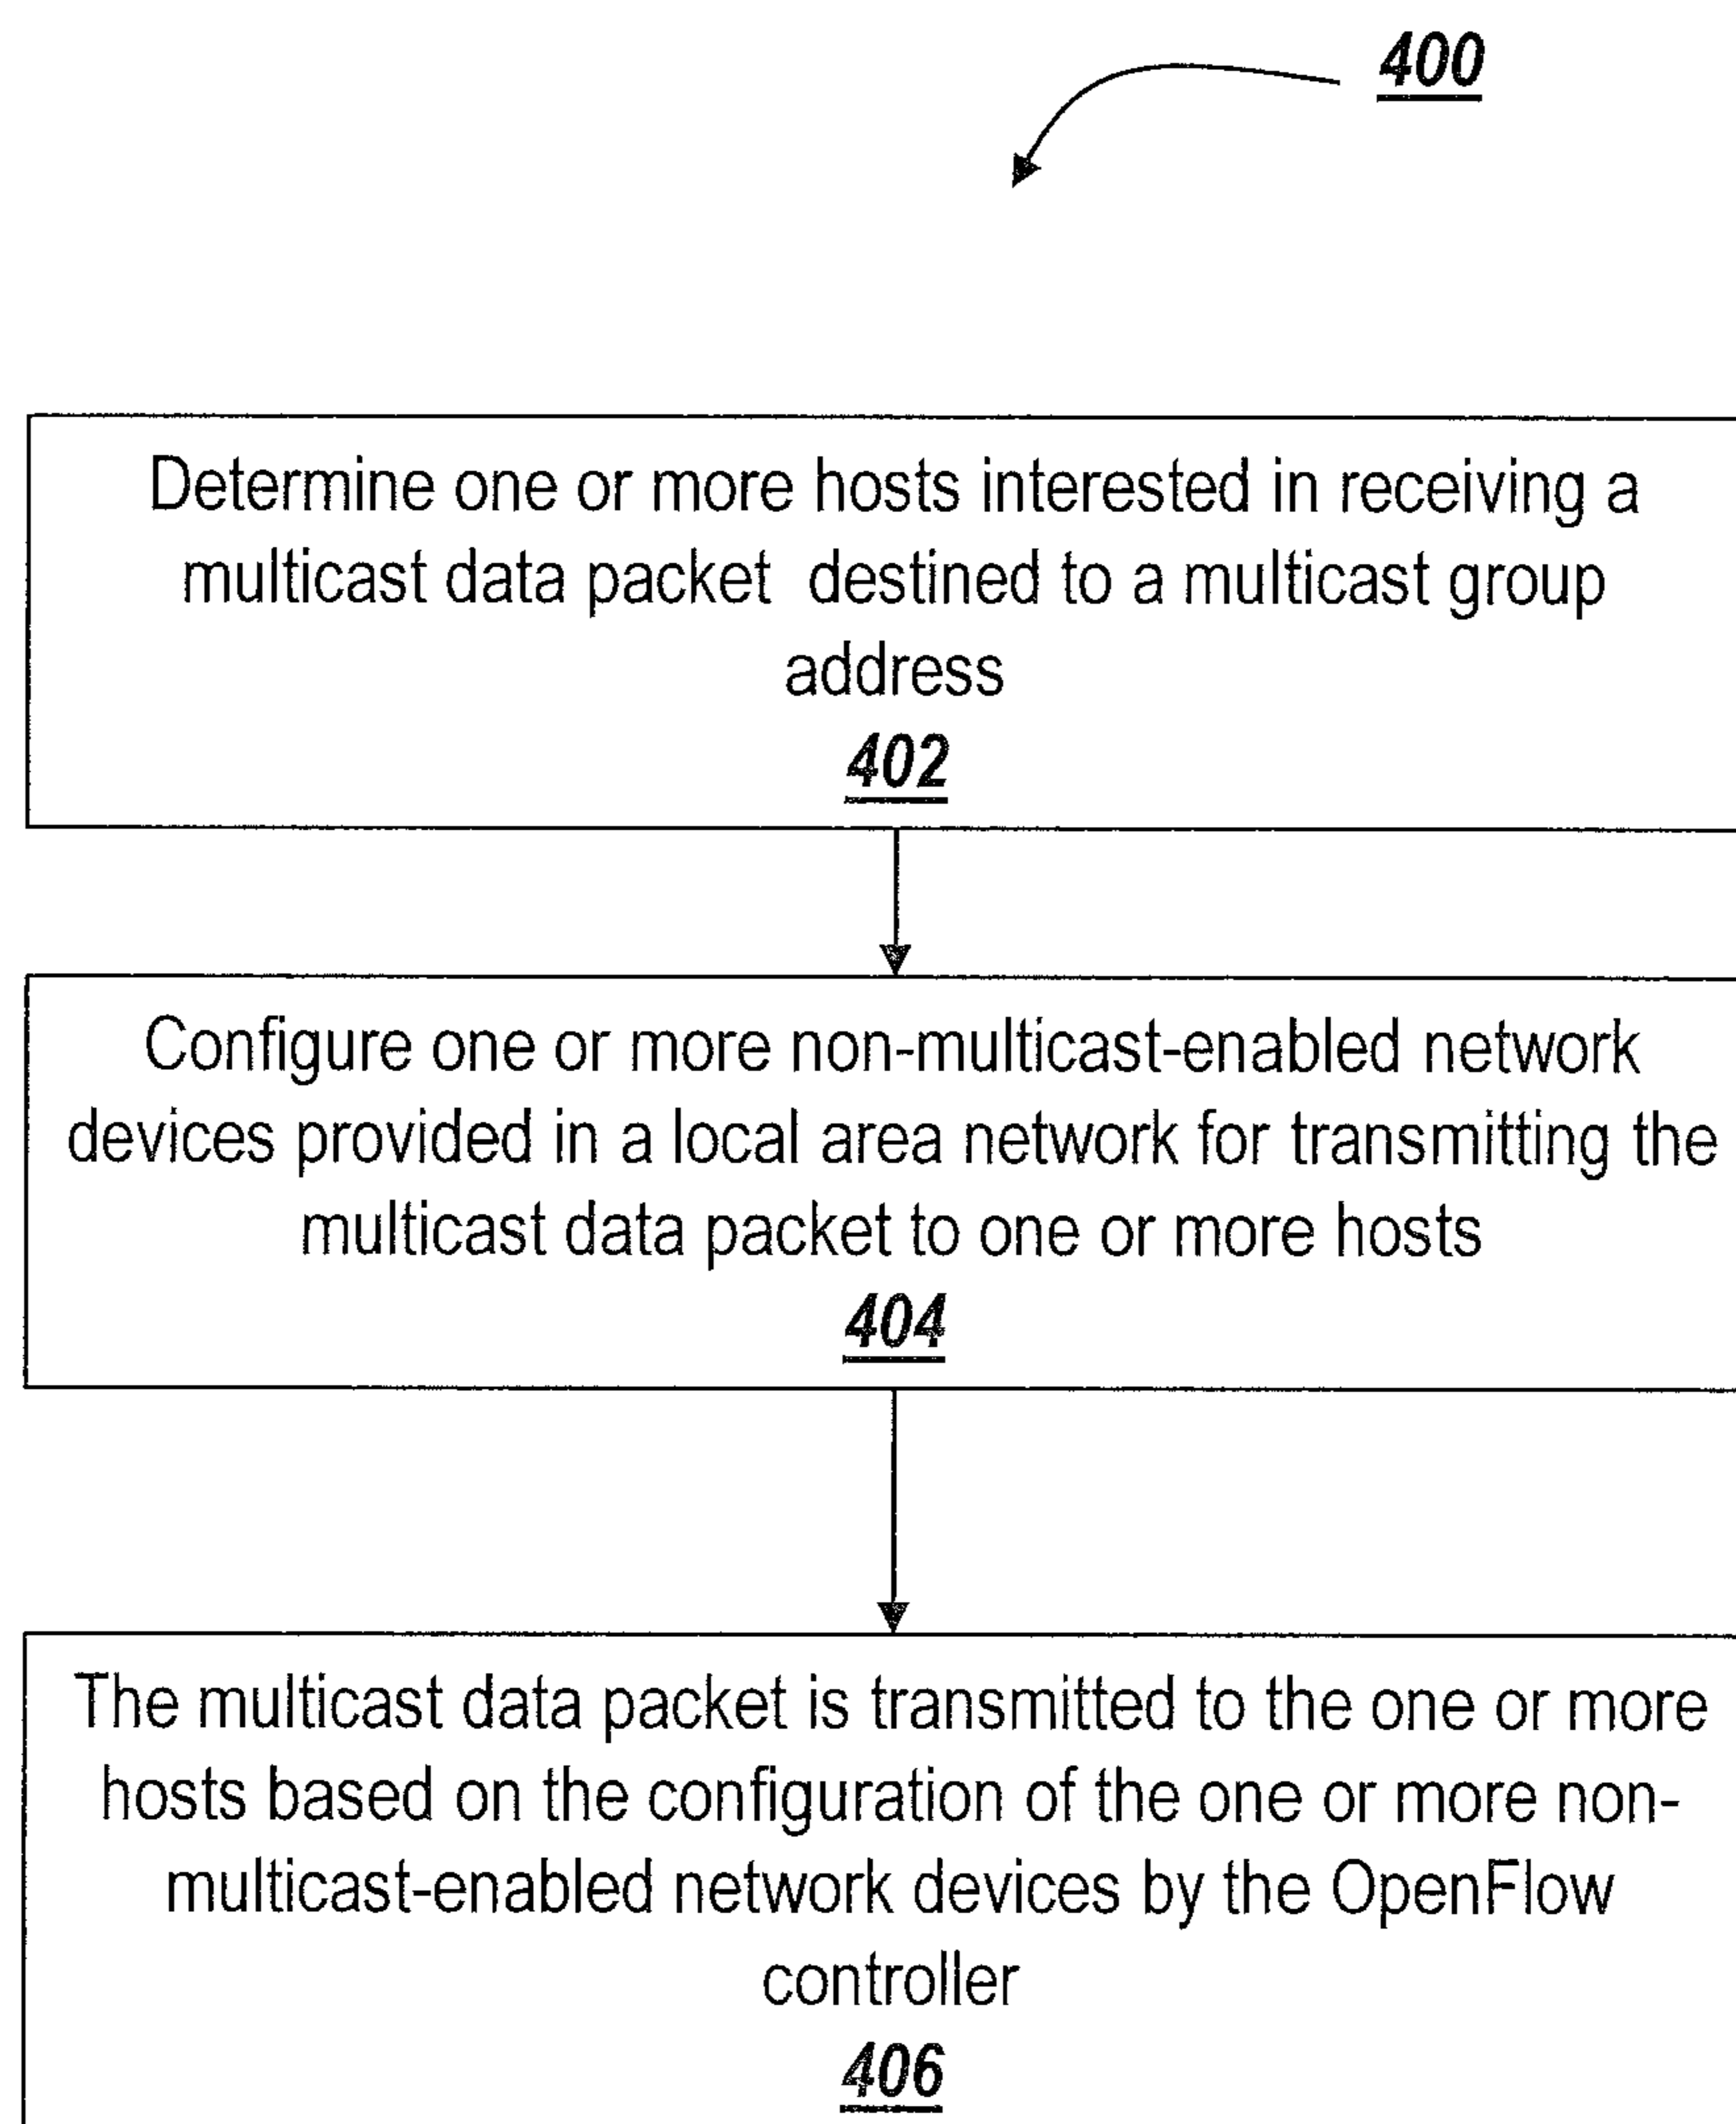 400
Determine one or more hosts interested in receiving a
multicast data packet destined to a multicast group
address
402
Configure one or more non-multicast-enabled network
devices provided in a local area network for transmitting the
multicast data packet to one or more hosts
404
The multicast data packet is transmitted to the one or more
hosts based on the configuration of the one or more non-
multicast-enabled network devices by the OpenFlow
controller
406